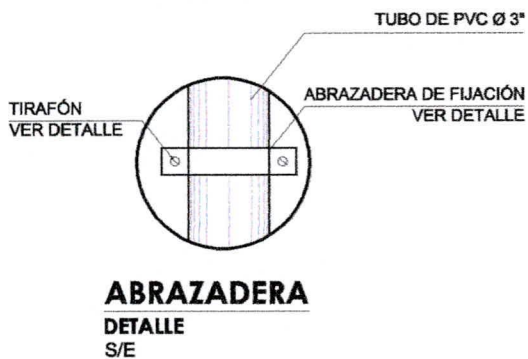 TUBO DE PVC Ø 3"
TIRAFÓN
VER DETALLE
ABRAZADERA DE FIJACIÓN
VER DETALLE
ABRAZADERA
DETALLE
S/E